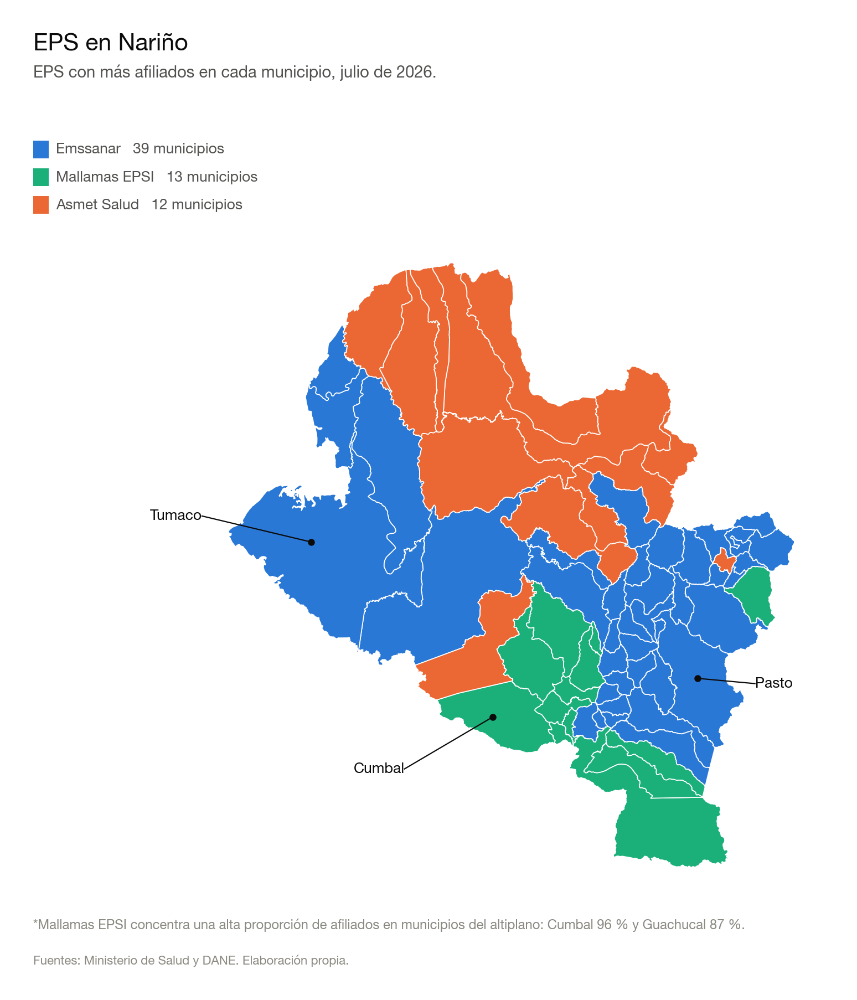 EPS en Nariño
EPS con más afiliados en cada municipio, julio de 2026.
Emssanar 39 municipios
Mallamas EPSI 13 municipios
Asmet Salud 12 municipios
Tumaco
Pasto
Cumbal
*Mallamas EPSI concentra una alta proporción de afiliados en municipios del altiplano: Cumbal 96 % y Guachucal 87 %.
Fuentes: Ministerio de Salud y DANE. Elaboración propia.